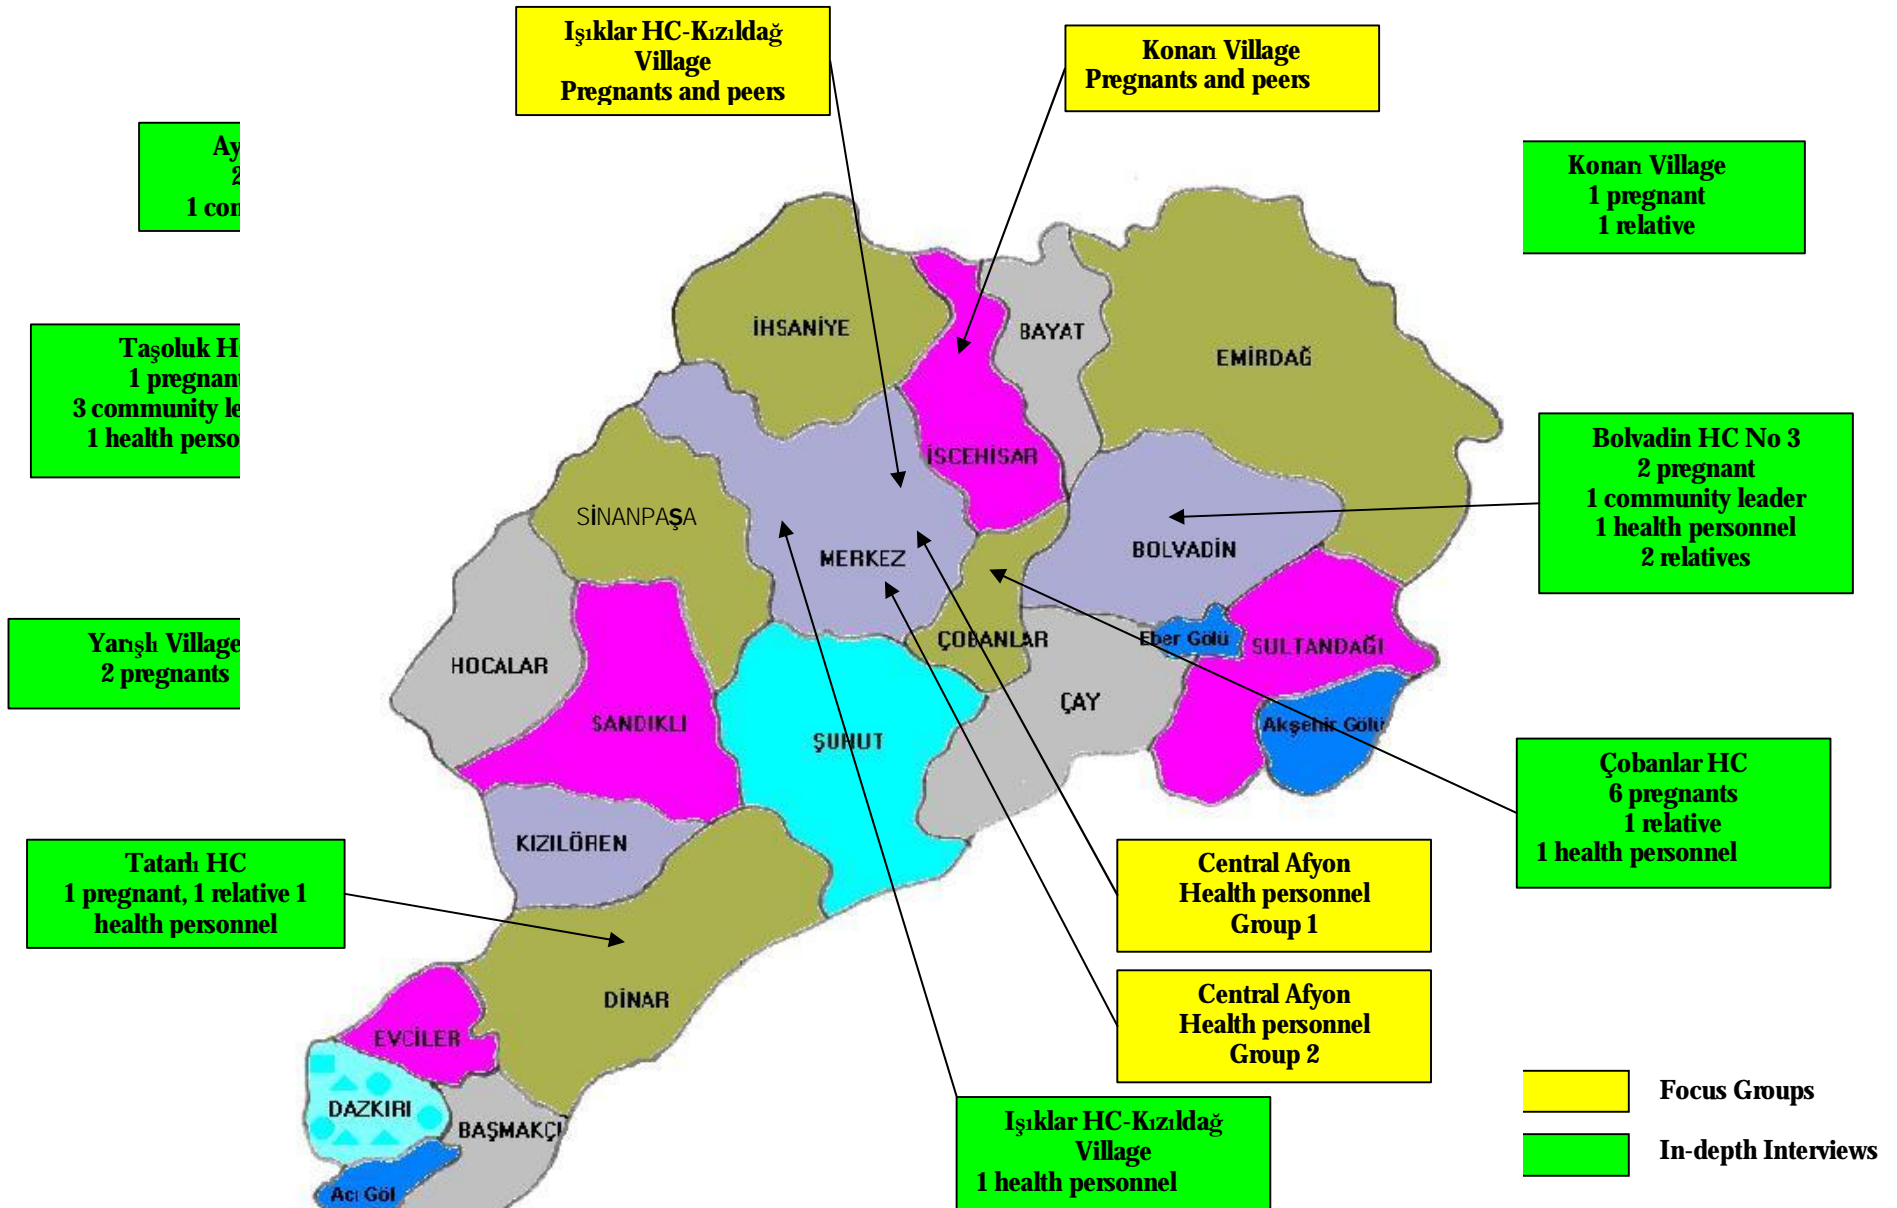 Işıklar HC-Kızıldağ
Village
Pregnants and peers
Konarı Village
Pregnants and peers
Konarı Village
1 pregnant
1 relative
2
1
Taşoluk
1
3 community
1 health
Yarışlı Village
2 pregnants
Tatarlı HC
1 pregnant, 1 relative 1
health personnel
İHSANİYE
BAYAT
EMİRDAĞ
İSCEHİSAR
SİNANPAŞA
MERKEZ
BOLVADİN
ÇOBANLAR
Eber Gölü
SULTANDAĞI
HOCALAR
SANDIKLI
ŞUHUT
ÇAY
Akşehir Gölü
KIZILÖREN
DİNAR
EVCİLER
DAZKIRI
BAŞMAKÇI
Acı Göl
Bolvadin HC No 3
2 pregnant
1 community leader
1 health personnel
2 relatives
Çobanlar HC
6 pregnants
1 relative
1 health personnel
Central Afyon
Health personnel
Group 1
Central Afyon
Health personnel
Group 2
Işıklar HC-Kızıldağ
Village
1 health personnel
Focus Groups
In-depth Interviews